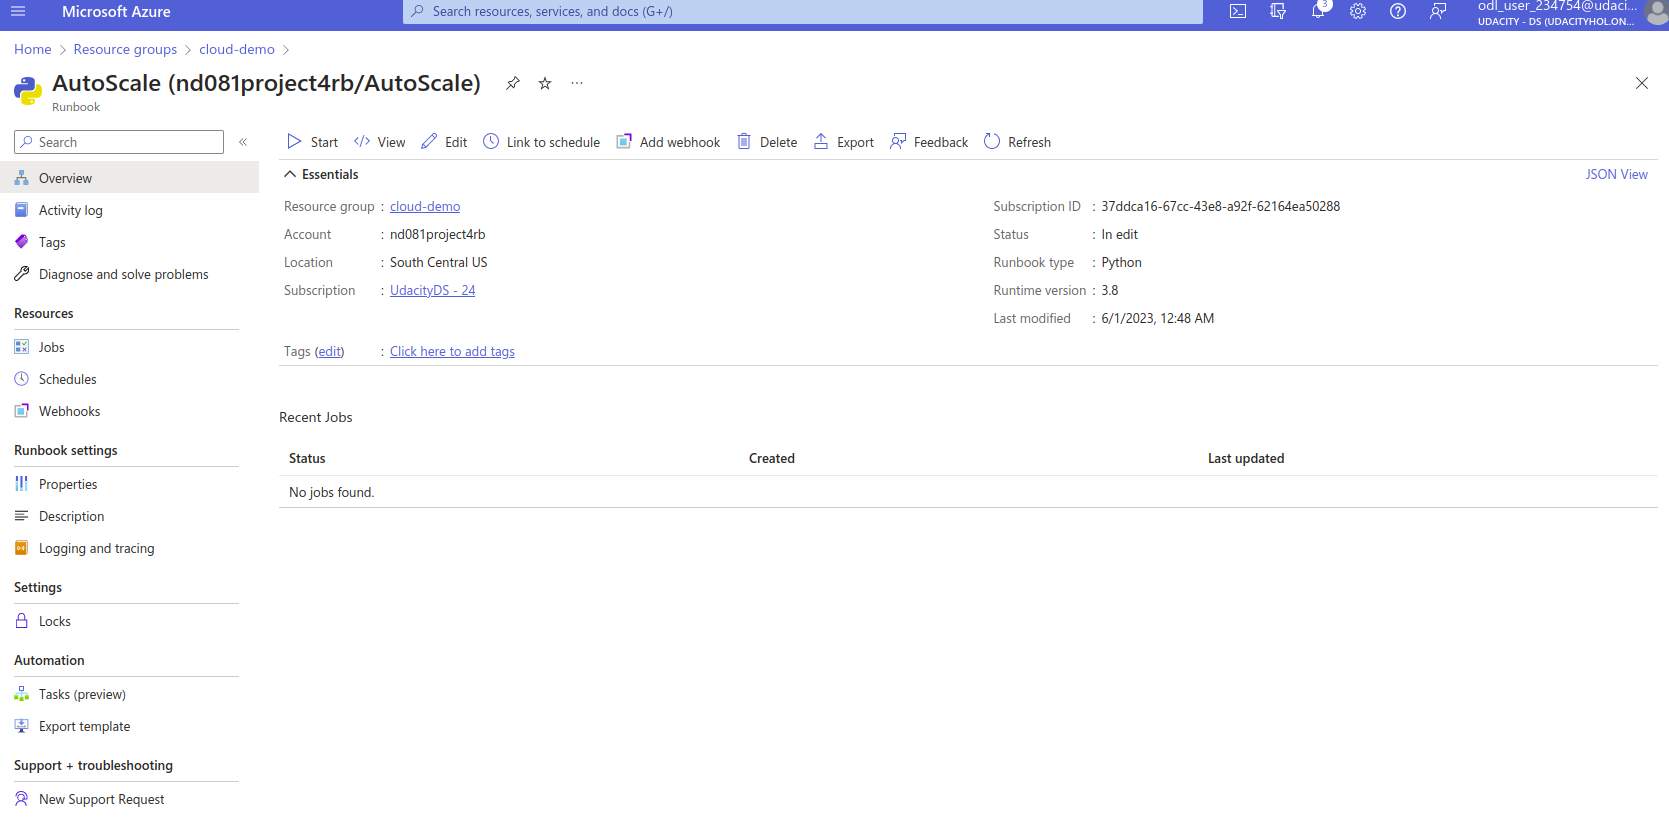 Microsoft Azure
Search resources, services, and docs (G+/)
3
odl_user_234754@udaci...
UDACITY - DS (UDACITYHOL.ON...
Home > Resource groups > cloud-demo >
AutoScale (nd081project4rb/AutoScale)
Runbook
Search
Overview
Activity log
Tags
Diagnose and solve problems
Resources
Jobs
Schedules
Webhooks
Runbook settings
Properties
Description
Logging and tracing
Settings
Locks
Automation
Tasks (preview)
Export template
Support + troubleshooting
New Support Request
Start View Edit Link to schedule Add webhook Delete Export Feedback Refresh
Essentials
JSON View
Resource group : cloud-demo
Account : nd081project4rb
Location : South Central US
Subscription : UdacityDS - 24
Subscription ID : 37ddca16-67cc-43e8-a92f-62164ea50288
Status : In edit
Runbook type : Python
Runtime version : 3.8
Last modified : 6/1/2023, 12:48 AM
Tags (edit) : Click here to add tags
Recent Jobs
Status Created Last updated
No jobs found.